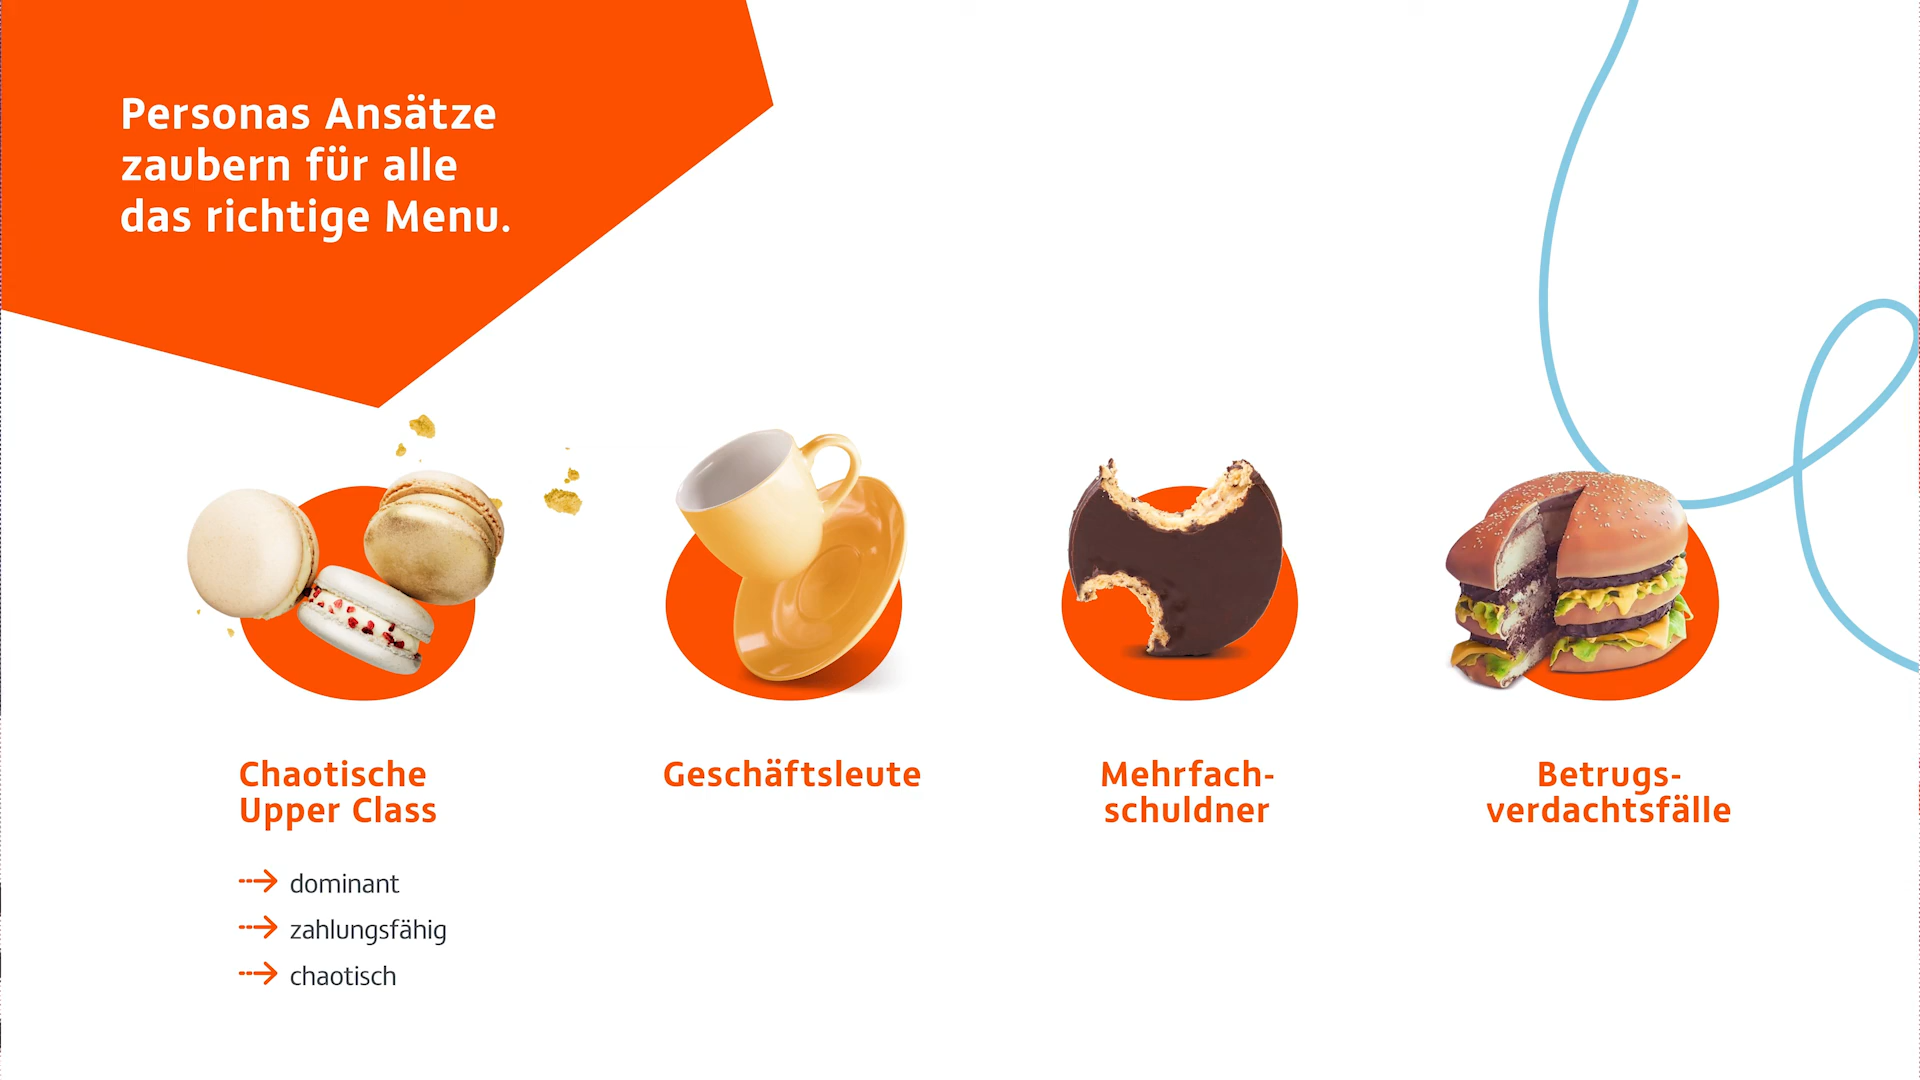 Personas Ansätze
zaubern für alle
das richtige Menu.
Chaotische
Upper Class
dominant
zahlungsfähig
chaotisch
Geschäftsleute
Mehrfach-
schuldner
Betrugs-
verdachtsfälle